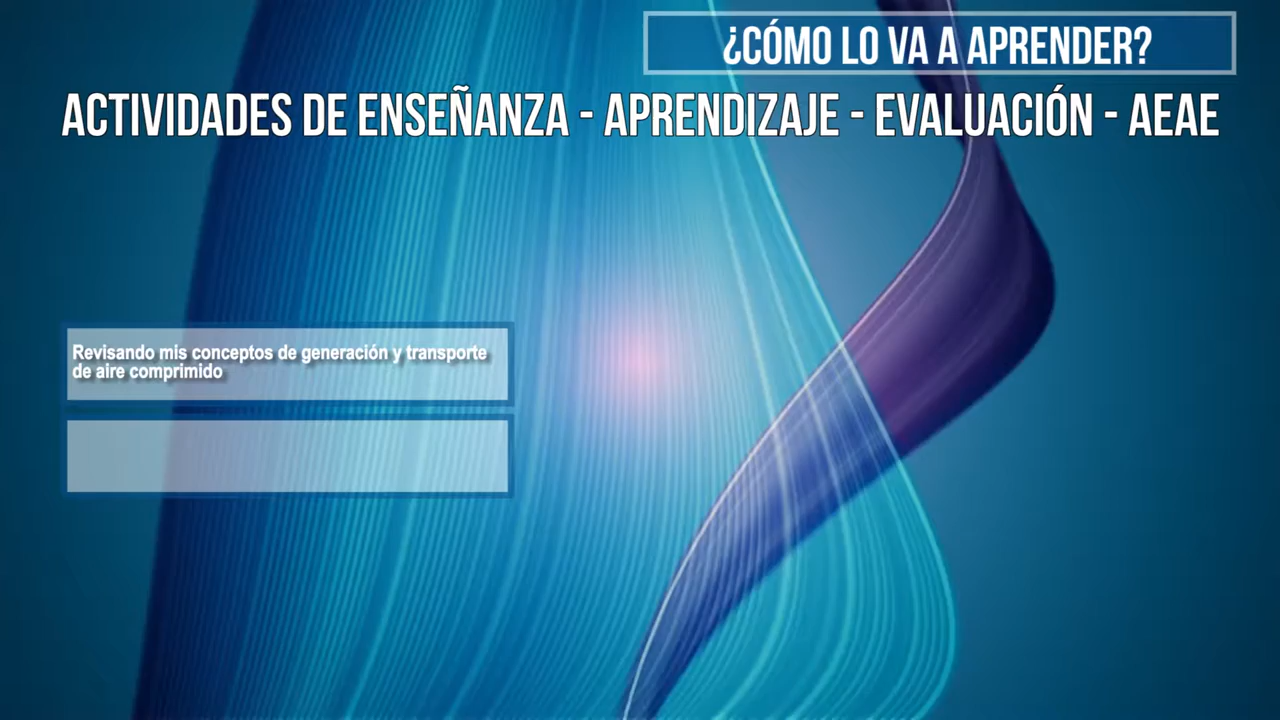 ¿CÓMO LO VA A APRENDER?
ACTIVIDADES DE ENSEÑANZA - APRENDIZAJE - EVALUACIÓN - AEAE
Revisando mis conceptos de generación y transporte
de aire comprimido